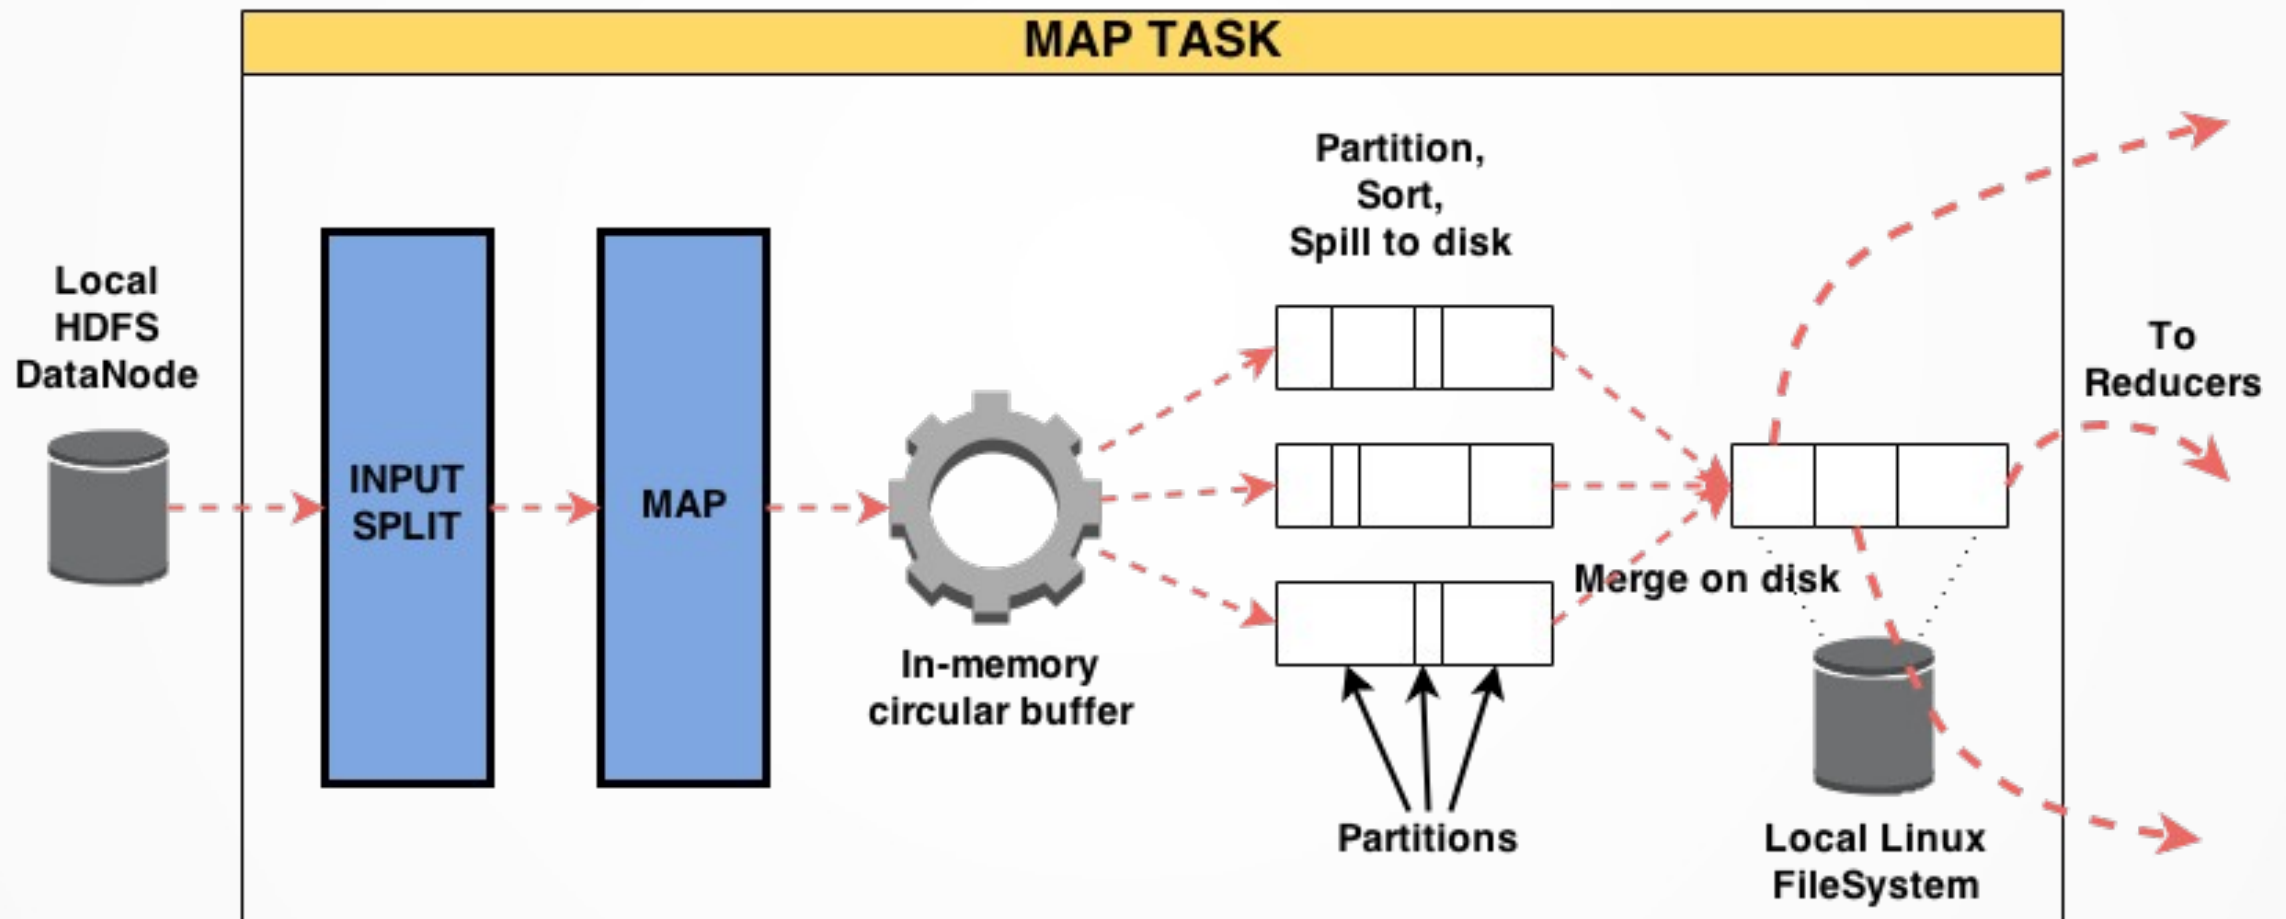 MAP TASK
Local
HDFS
DataNode
INPUT
SPLIT
MAP
In-memory
circular buffer
Partition,
Sort,
Spill to disk
Partitions
Merge on disk
Local Linux
FileSystem
To
Reducers